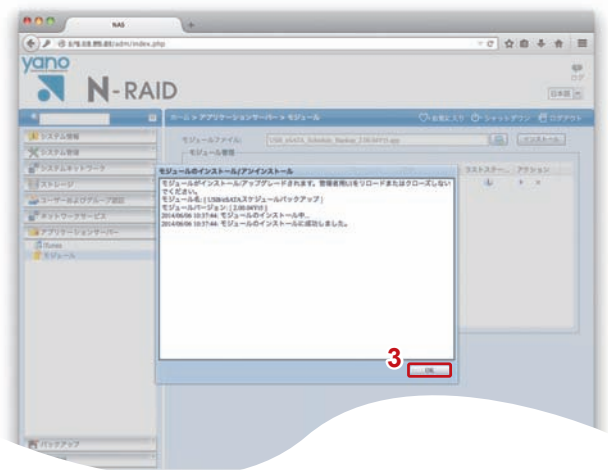 NAS
/adm/index.php
yano
N-RAID
ログ
日本語
ホーム > アプリケーションサーバー > モジュール
お気に入り
シャットダウン
ログアウト
システム情報
システム管理
システムネットワーク
ストレージ
ユーザーおよびグループ認証
ネットワークサービス
アプリケーションサーバー
iTunes
モジュール
バックアップ
モジュールファイル:
インストール
モジュール管理
アクション
モジュールのインストール/アンインストール
モジュールがインストール/アップグレードされます。管理者用UIをリロードまたはクローズしない
でください。
モジュール名: [ USB/eSATAスケジュールバックアップ ]
モジュールバージョン: [ 2.00.04Y01 ]
2014/06/06 10:37:44: モジュールのインストール中...
2014/06/06 10:37:44: モジュールのインストールに成功しました。
3
OK